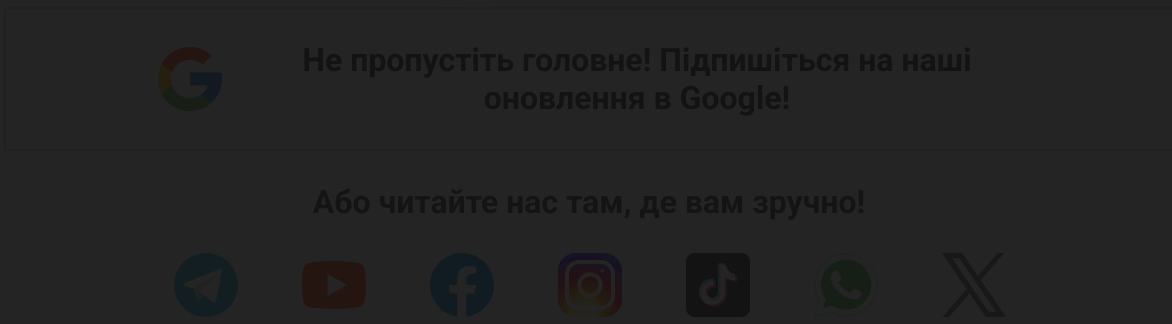 Не пропустіть головне! Підпишіться на наші
оновлення в Google!
Або читайте нас там, де вам зручно!